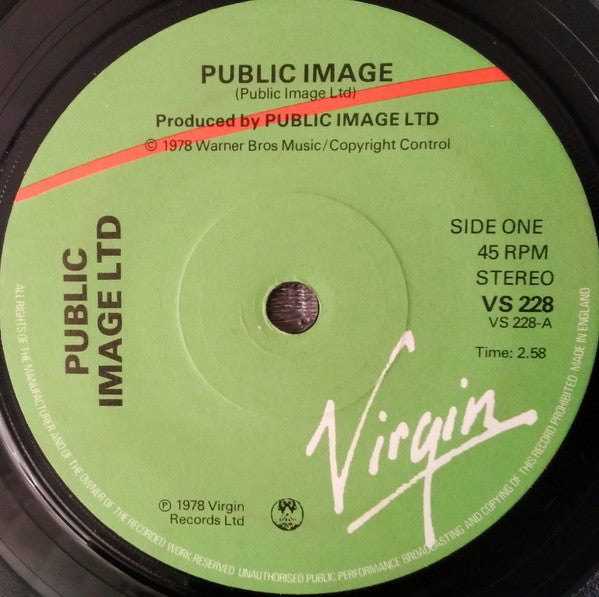 PUBLIC IMAGE
(Public Image Ltd)
Produced by PUBLIC IMAGE LTD
© 1978 Warner Bros Music/Copyright Control
PUBLIC
IMAGE LTD
SIDE ONE
45 RPM
STEREO
VS 228
VS 228-A
Time: 2.58
Virgin
℗ 1978 Virgin
Records Ltd
ALL RIGHTS OF THE MANUFACTURER AND OF THE OWNER OF THE RECORDED WORK RESERVED UNAUTHORISED PUBLIC PERFORMANCE BROADCASTING AND COPYING OF THIS RECORD PROHIBITED MADE IN ENGLAND